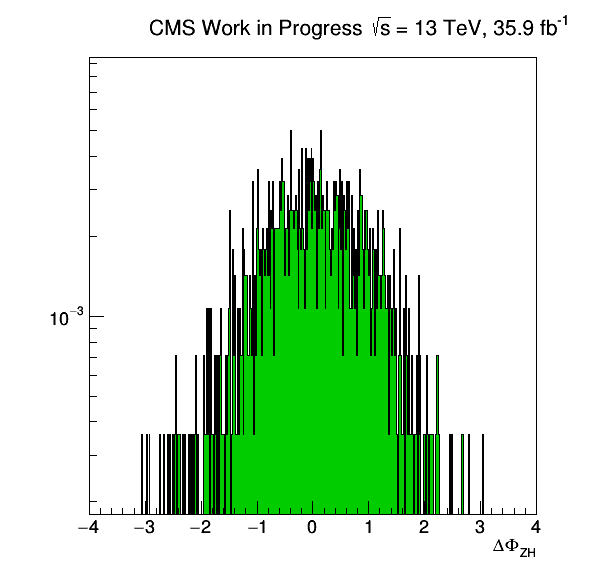 CMS Work in Progress √s = 13 TeV, 35.9 fb⁻¹
10⁻³
−4 −3 −2 −1 0 1 2 3 4
ΔΦ_ZH